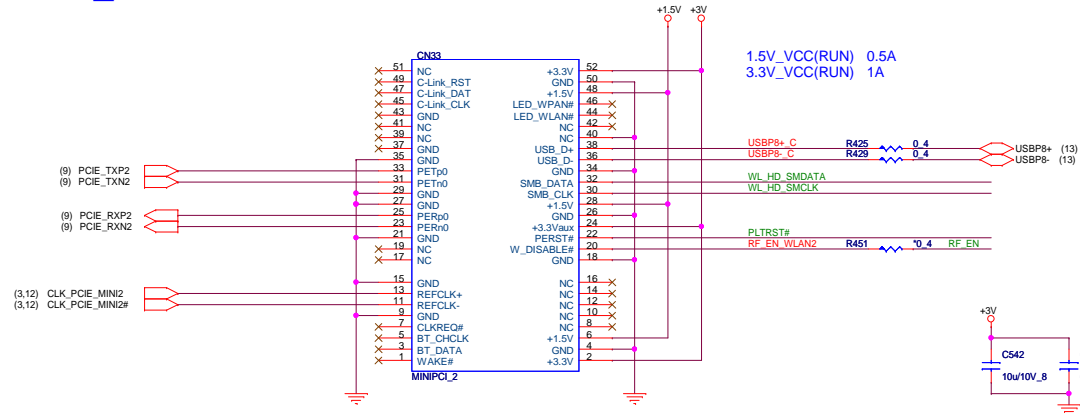 +1.5V +3V
1.5V_VCC(RUN) 0.5A
3.3V_VCC(RUN) 1A
CN33
51 NC +3.3V 52
49 C-Link_RST GND 50
47 C-Link_DAT +1.5V 48
45 C-Link_CLK LED_WPAN# 46
43 GND LED_WLAN# 44
41 NC NC 42
39 NC NC 40
37 GND USB_D+ 38 USBP8+_C R425 0_4 USBP8+ (13)
35 GND USB_D- 36 USBP8-_C R429 0_4 USBP8- (13)
(9) PCIE_TXP2 33 PETp0 GND 34
(9) PCIE_TXN2 31 PETn0 SMB_DATA 32 WL_HD_SMDATA
29 GND SMB_CLK 30 WL_HD_SMCLK
27 GND +1.5V 28
(9) PCIE_RXP2 25 PERp0 GND 26
(9) PCIE_RXN2 23 PERn0 +3.3Vaux 24
21 GND PERST# 22 PLTRST#
19 NC W_DISABLE# 20 RF_EN_WLAN2 R451 *0_4 RF_EN
17 NC GND 18
15 GND NC 16
(3,12) CLK_PCIE_MINI2 13 REFCLK+ NC 14
(3,12) CLK_PCIE_MINI2# 11 REFCLK- NC 12
9 GND NC 10
7 CLKREQ# NC 8
5 BT_CHCLK +1.5V 6
3 BT_DATA GND 4
1 WAKE# +3.3V 2
MINIPCI_2
+3V
C542
10u/10V_8